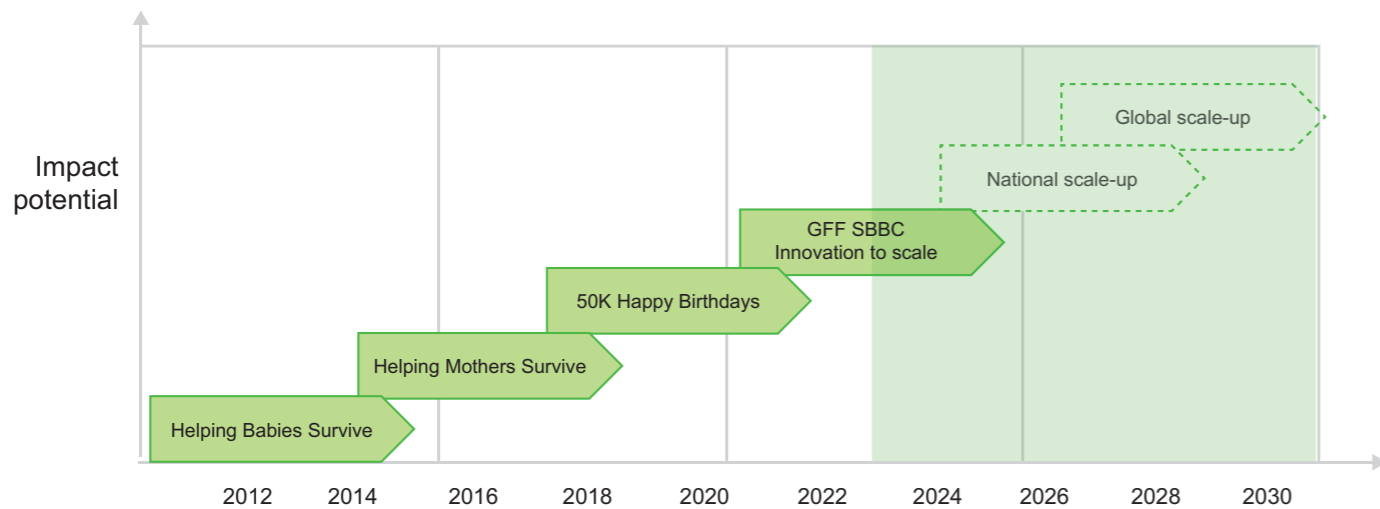 Impact
potential
Global scale-up
National scale-up
GFF SBBC
Innovation to scale
50K Happy Birthdays
Helping Mothers Survive
Helping Babies Survive
2012 2014 2016 2018 2020 2022 2024 2026 2028 2030